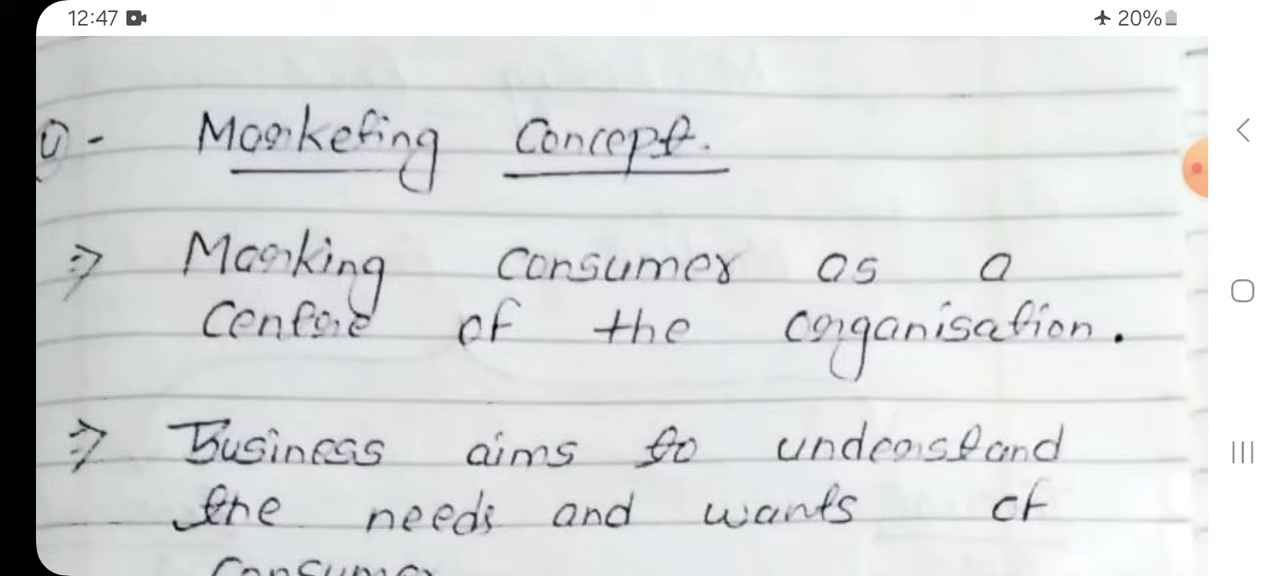 12:47
20%
1) - Marketing Concept.
⇒ Marking consumer as a
centre of the organisation.
⇒ Business aims to understand
the needs and wants of
Consumer